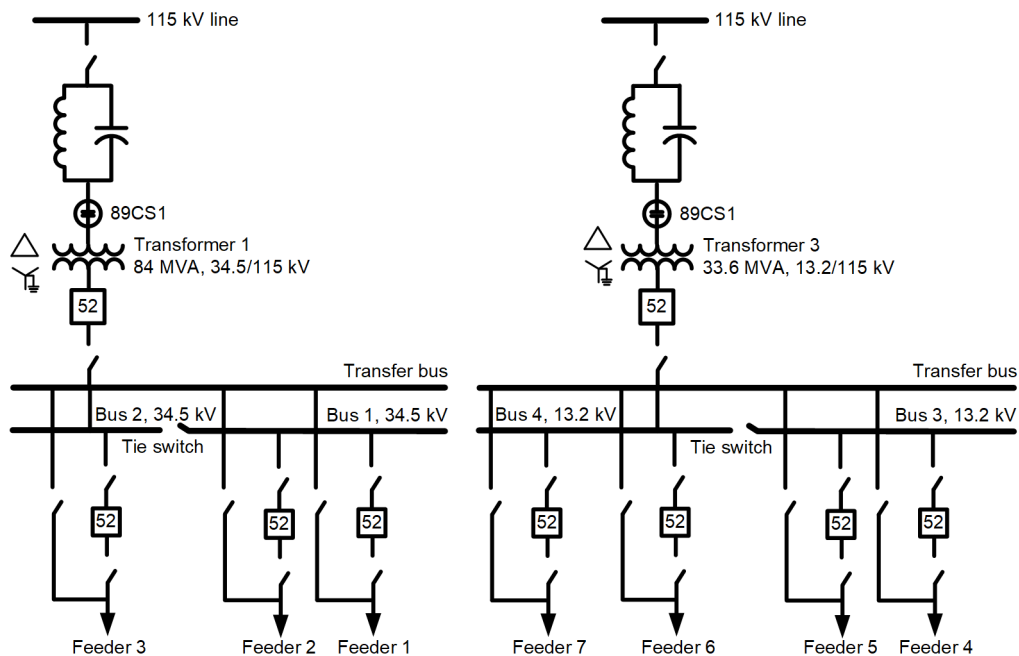 115 kV line
115 kV line
89CS1
89CS1
Transformer 1
84 MVA, 34.5/115 kV
Transformer 3
33.6 MVA, 13.2/115 kV
52
52
Transfer bus
Transfer bus
Bus 2, 34.5 kV
Bus 1, 34.5 kV
Bus 4, 13.2 kV
Bus 3, 13.2 kV
Tie switch
Tie switch
52
52
52
52
52
52
52
Feeder 3
Feeder 2
Feeder 1
Feeder 7
Feeder 6
Feeder 5
Feeder 4